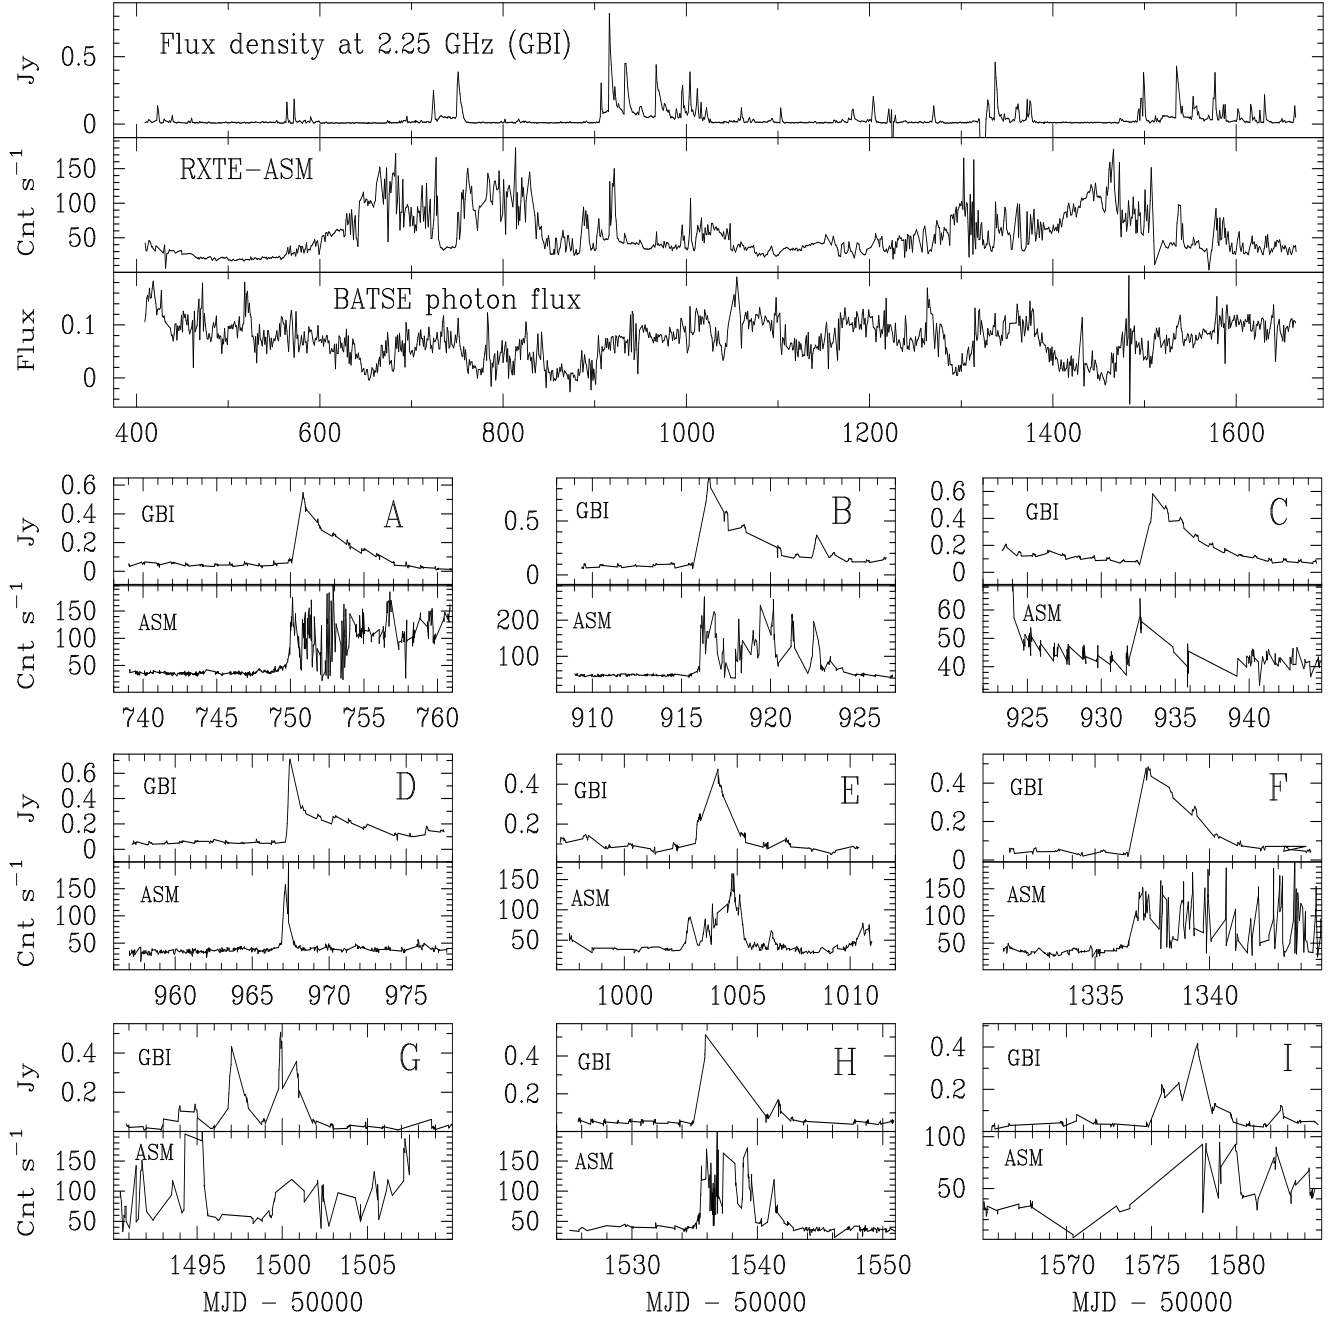 Flux density at 2.25 GHz (GBI)
Jy
0.5
0
RXTE-ASM
Cnt s⁻¹
150
100
50
BATSE photon flux
Flux
0.1
0
400 600 800 1000 1200 1400 1600
GBI A
Jy
0.6
0.4
0.2
0
ASM
Cnt s⁻¹
150
100
50
740 745 750 755 760
GBI B
0.5
0
ASM
200
100
910 915 920 925
GBI C
0.6
0.4
0.2
0
ASM
60
50
40
925 930 935 940
GBI D
Jy
0.6
0.4
0.2
0
ASM
Cnt s⁻¹
150
100
50
960 965 970 975
GBI E
0.4
0.2
ASM
150
100
50
1000 1005 1010
GBI F
0.4
0.2
0
ASM
150
100
50
1335 1340
GBI G
Jy
0.4
0.2
ASM
Cnt s⁻¹
150
100
50
1495 1500 1505
MJD - 50000
GBI H
0.4
0.2
ASM
150
100
50
1530 1540 1550
MJD - 50000
GBI I
0.4
0.2
ASM
100
50
1570 1575 1580
MJD - 50000